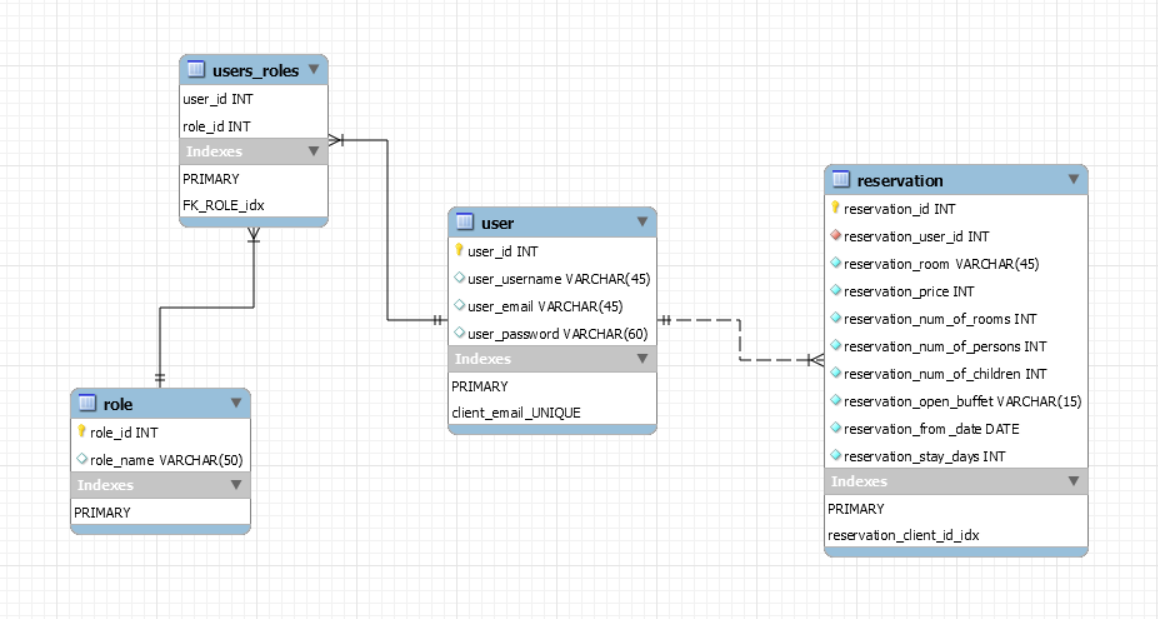 users_roles
user_id INT
role_id INT
Indexes
PRIMARY
FK_ROLE_idx
role
role_id INT
role_name VARCHAR(50)
Indexes
PRIMARY
user
user_id INT
user_username VARCHAR(45)
user_email VARCHAR(45)
user_password VARCHAR(60)
Indexes
PRIMARY
client_email_UNIQUE
reservation
reservation_id INT
reservation_user_id INT
reservation_room VARCHAR(45)
reservation_price INT
reservation_num_of_rooms INT
reservation_num_of_persons INT
reservation_num_of_children INT
reservation_open_buffet VARCHAR(15)
reservation_from_date DATE
reservation_stay_days INT
Indexes
PRIMARY
reservation_client_id_idx